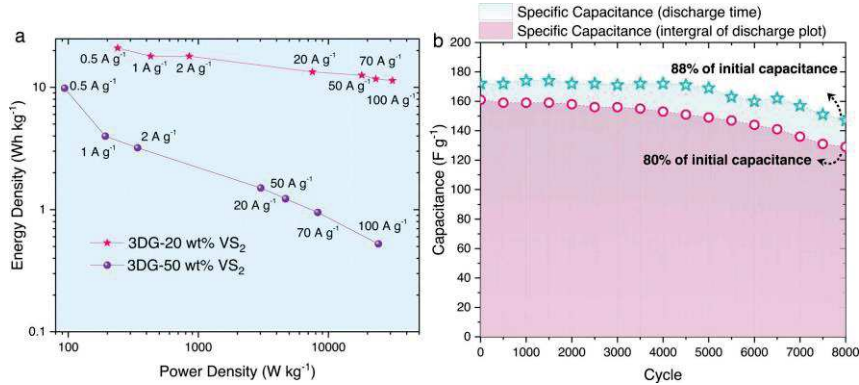 a
Energy Density (Wh kg⁻¹)
10
1
0.1
0.5 A g⁻¹
1 A g⁻¹
2 A g⁻¹
20 A g⁻¹
70 A g⁻¹
50 A g⁻¹
100 A g⁻¹
0.5 A g⁻¹
1 A g⁻¹
2 A g⁻¹
50 A g⁻¹
20 A g⁻¹
70 A g⁻¹
100 A g⁻¹
3DG-20 wt% VS₂
3DG-50 wt% VS₂
100
1000
10000
Power Density (W kg⁻¹)
Specific Capacitance (discharge time)
Specific Capacitance (intergral of discharge plot)
b
Capacitance (F g⁻¹)
200
180
160
140
120
100
80
60
40
20
0
88% of initial capacitance
80% of initial capacitance
0 1000 2000 3000 4000 5000 6000 7000 8000
Cycle